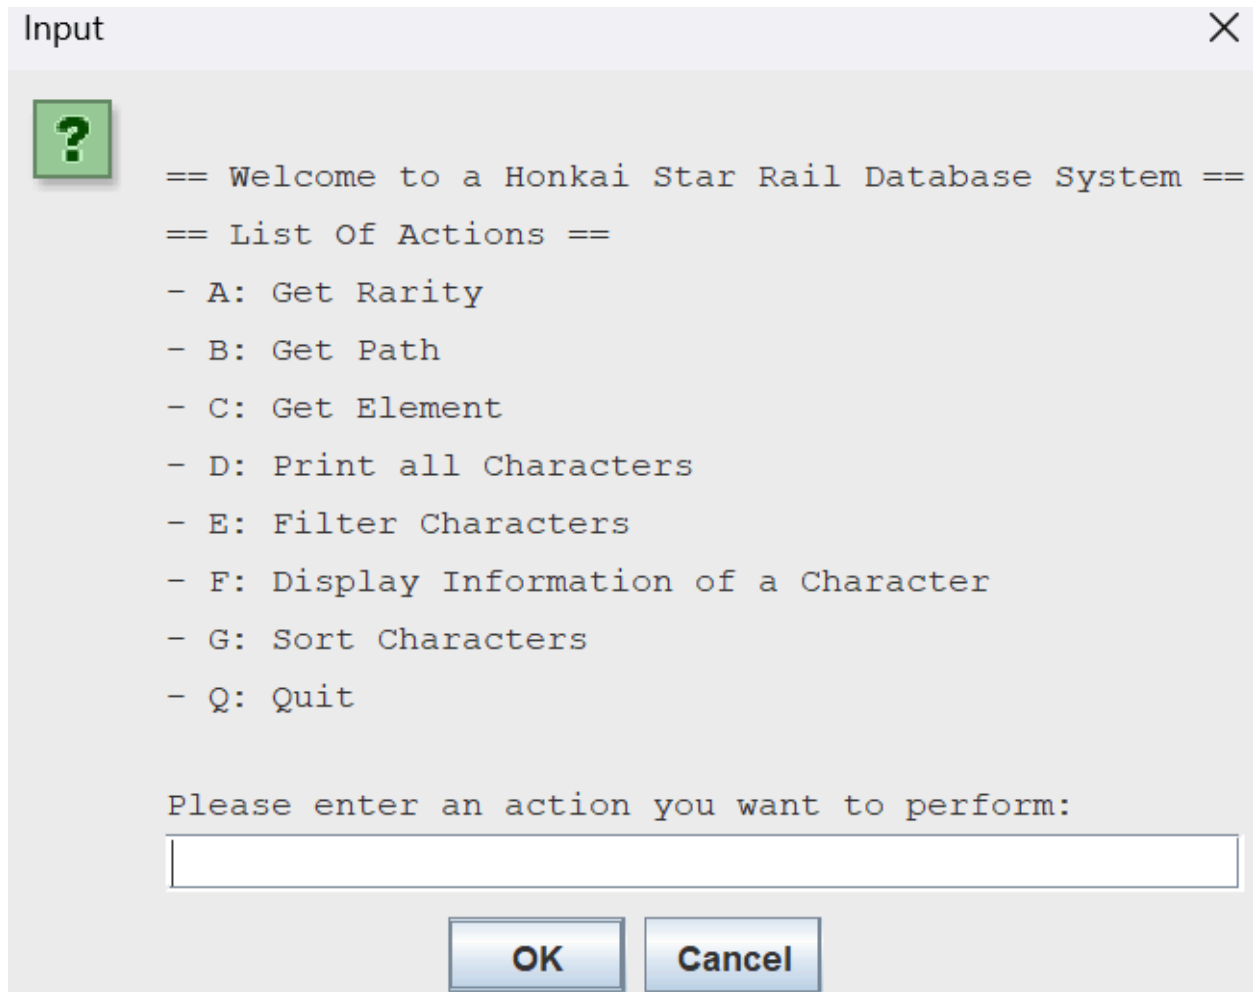 Input
== Welcome to a Honkai Star Rail Database System ==
== List Of Actions ==
- A: Get Rarity
- B: Get Path
- C: Get Element
- D: Print all Characters
- E: Filter Characters
- F: Display Information of a Character
- G: Sort Characters
- Q: Quit
Please enter an action you want to perform:
OK Cancel